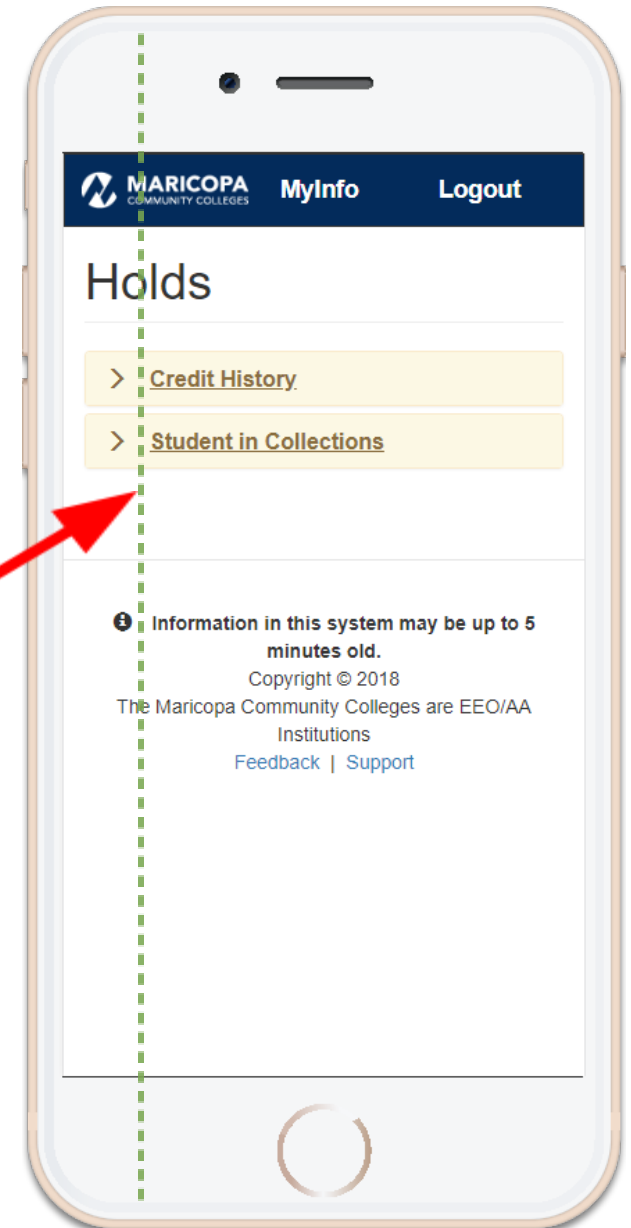 MARICOPA
COMMUNITY COLLEGES
MyInfo
Logout
Holds
Credit History
Student in Collections
Information in this system may be up to 5
minutes old.
Copyright © 2018
The Maricopa Community Colleges are EEO/AA
Institutions
Feedback | Support